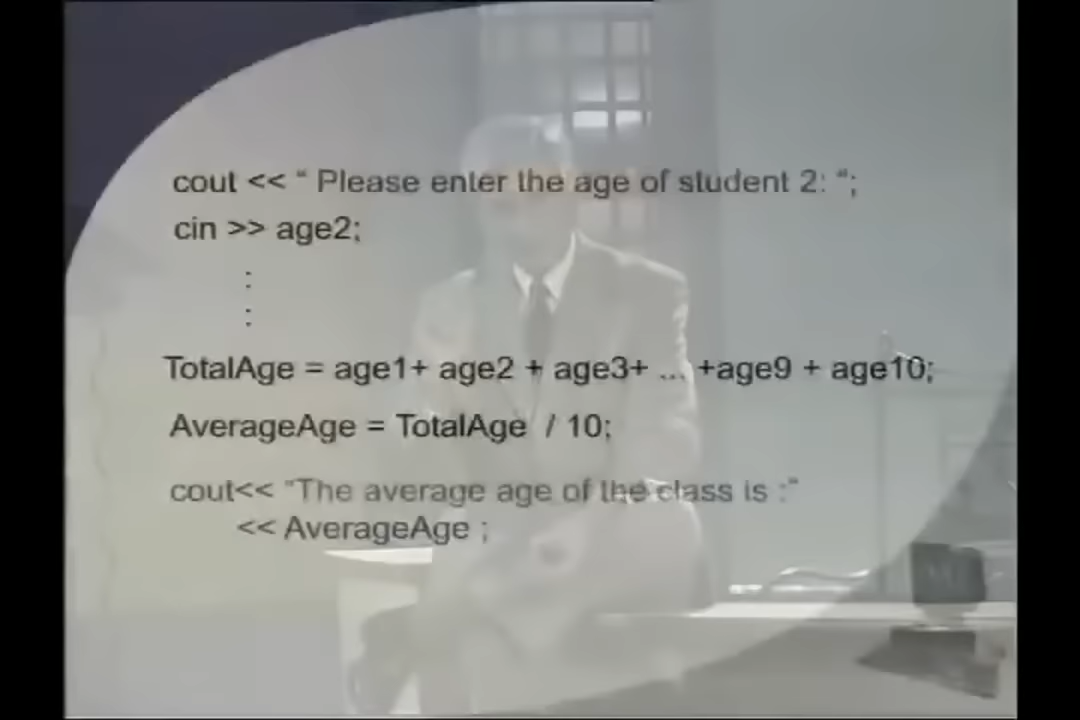 cout << “ Please enter the age of student 2: “;
cin >> age2;
:
:
TotalAge = age1+ age2 + age3+ ... +age9 + age10;
AverageAge = TotalAge / 10;
cout<< “The average age of the class is :”
<< AverageAge ;